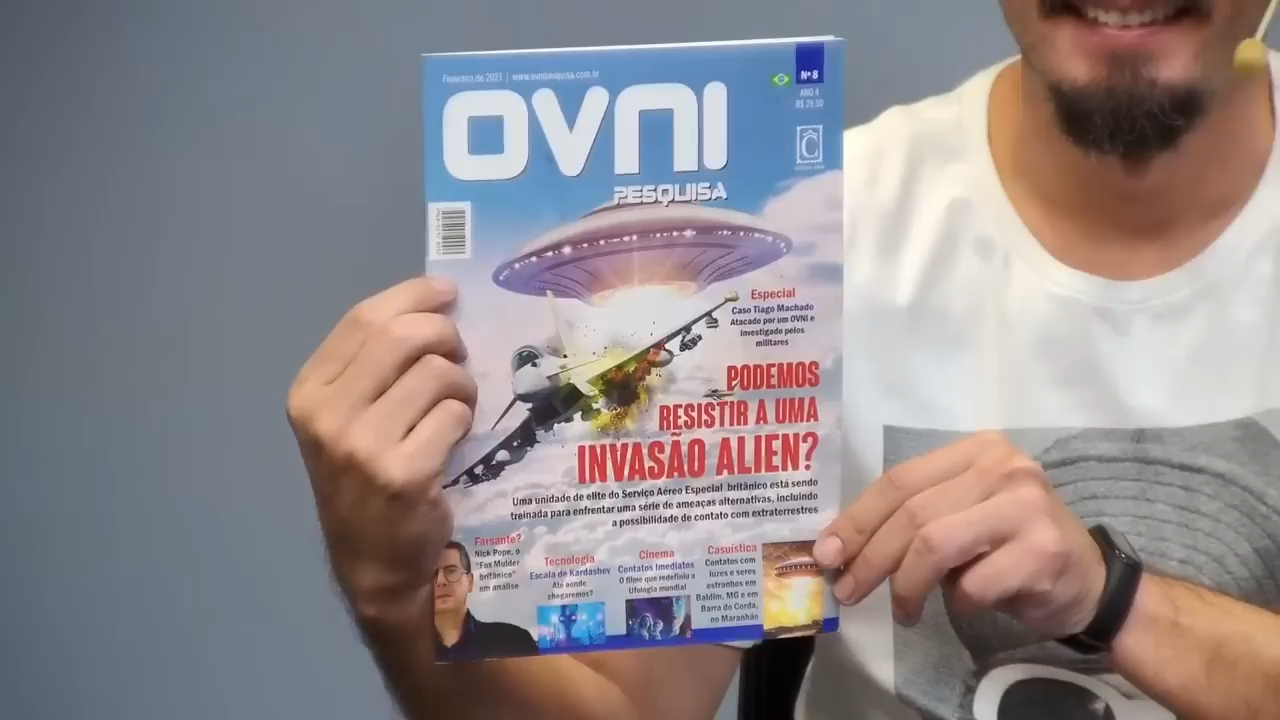 Fevereiro de 2023 | www.ovnipesquisa.com.br
Nº 8
ANO 4
R$ 29,50
OVNI
PESQUISA
Especial
Caso Tiago Machado
Atacado por um OVNI e
investigado pelos
militares
PODEMOS
RESISTIR A UMA
INVASÃO ALIEN?
Uma unidade de elite do Serviço Aéreo Especial britânico está sendo
treinada para enfrentar uma série de ameaças alternativas, incluindo
a possibilidade de contato com extraterrestres
Farsante?
Nick Pope, o
"Fox Mulder
britânico"
em análise
Tecnologia
Escala de Kardashev
Até aonde
chegaremos?
Cinema
Contatos Imediatos
O filme que redefiniu a
Ufologia mundial
Casuística
Contatos com
luzes e seres
estranhos em
Baldim, MG e em
Barra do Corda,
no Maranhão